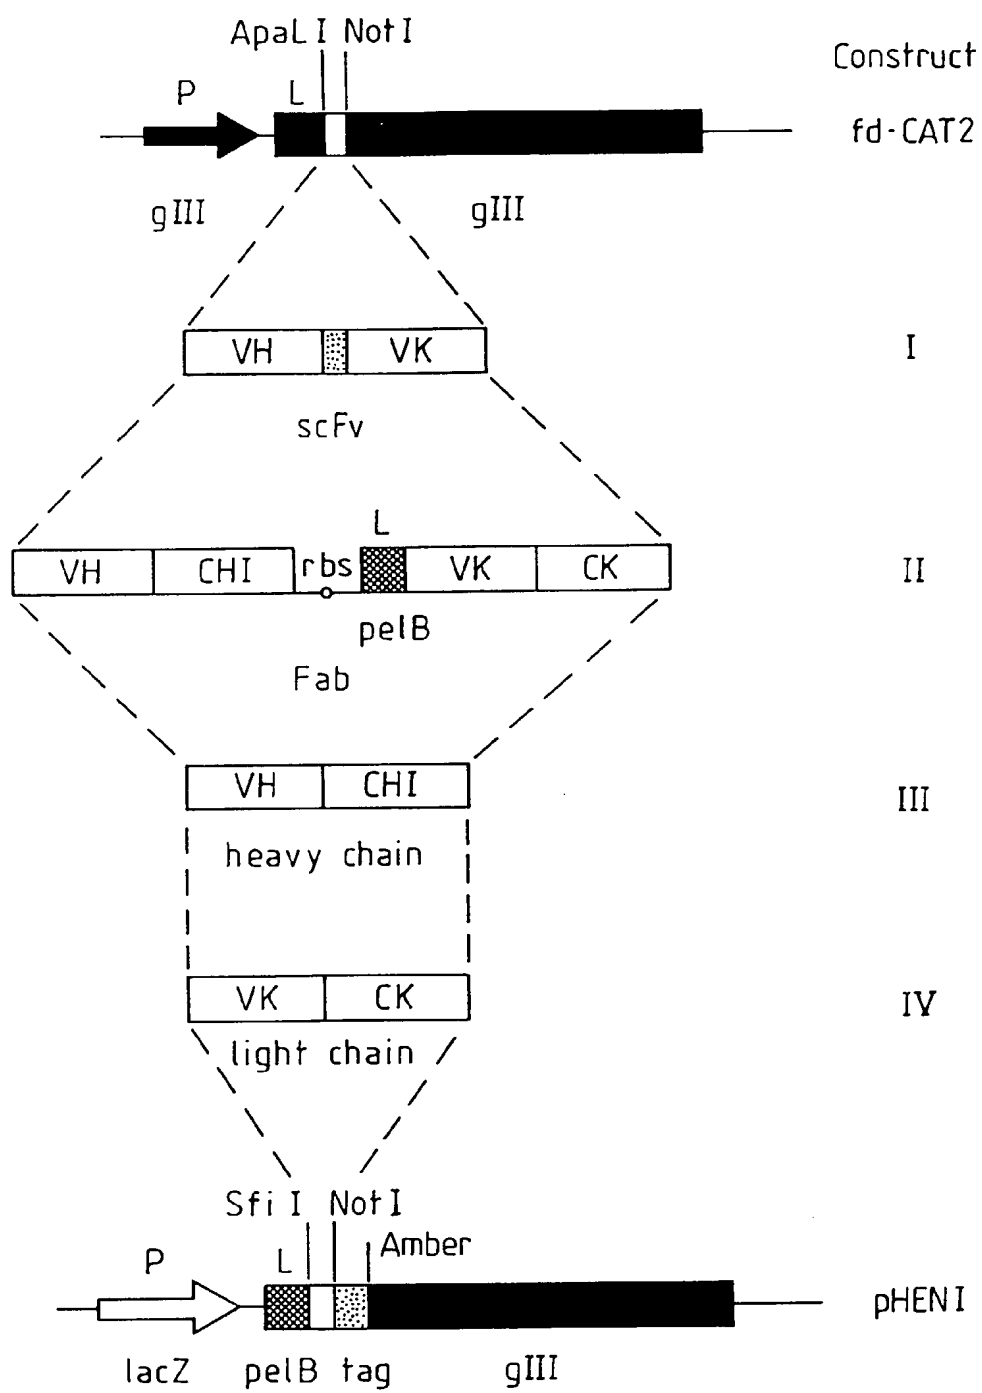 ApaL I Not I
Construct
P L
fd-CAT2
gIII gIII
VH VK I
scFv
L
VH CHI rbs VK CK II
pelB
Fab
VH CHI III
heavy chain
VK CK IV
light chain
Sfi I Not I
P L Amber
pHEN I
lacZ pelB tag gIII